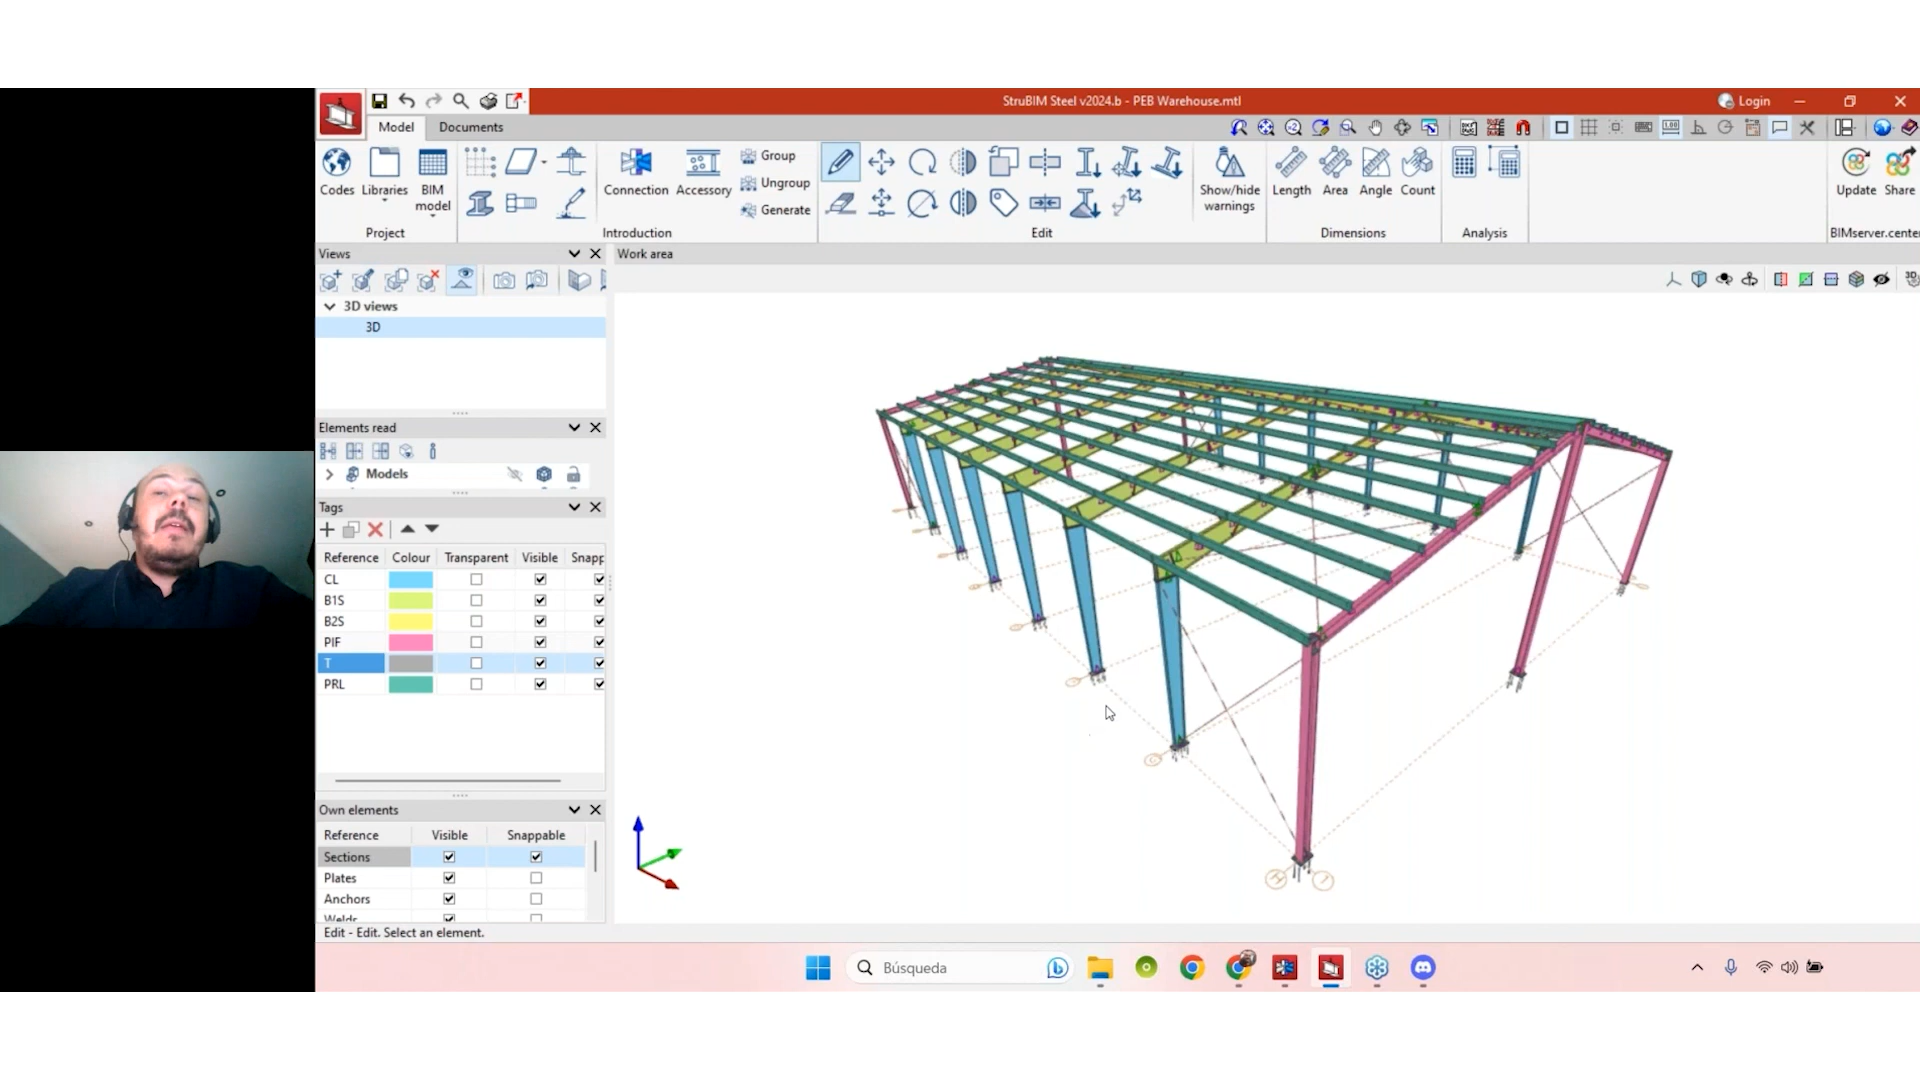 StruBIM Steel v2024.b - PEB Warehouse.mtl
Login
Model
Documents
Codes
Libraries
BIM
model
Connection
Accessory
Group
Ungroup
Generate
Show/hide
warnings
Length
Area
Angle
Count
Update
Share
Project
Introduction
Edit
Dimensions
Analysis
BIMserver.center
Views
Work area
3D views
3D
Elements read
Models
Tags
Reference Colour Transparent Visible Snapp
CL
B1S
B2S
PIF
T
PRL
Own elements
Reference Visible Snappable
Sections
Plates
Anchors
Welds
Edit - Edit. Select an element.
Búsqueda